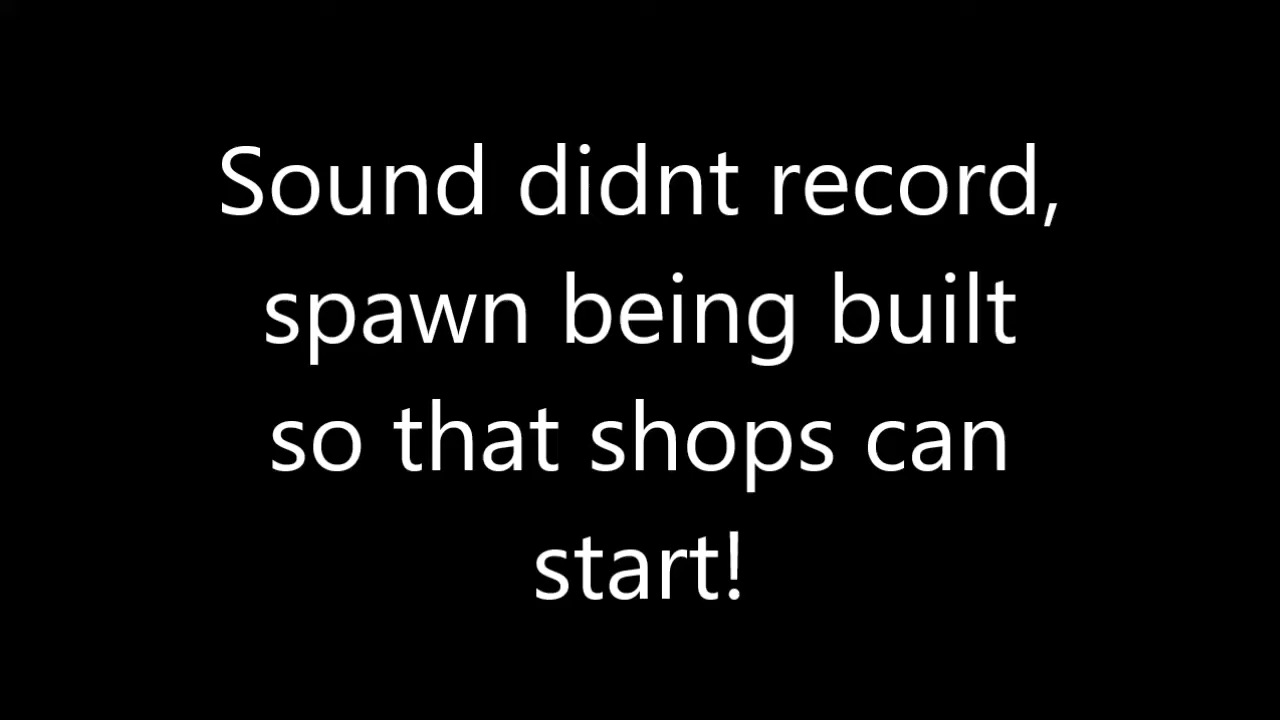 Sound didnt record,
spawn being built
so that shops can
start!